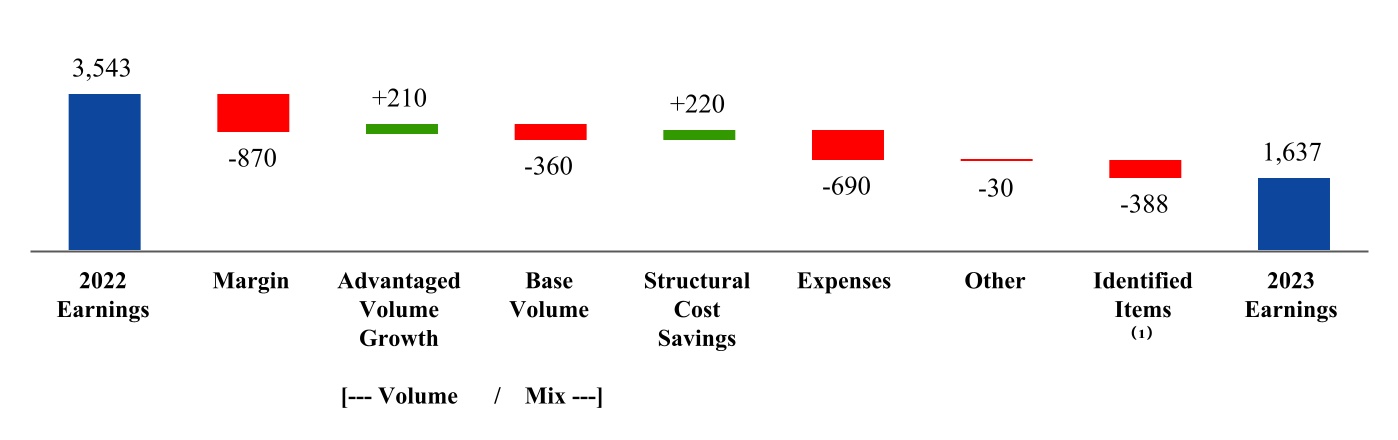 3,543
-870
+210
-360
+220
-690
-30
-388
1,637
2022
Earnings
Margin
Advantaged
Volume
Growth
Base
Volume
Structural
Cost
Savings
Expenses
Other
Identified
Items
⁽¹⁾
2023
Earnings
[--- Volume / Mix ---]